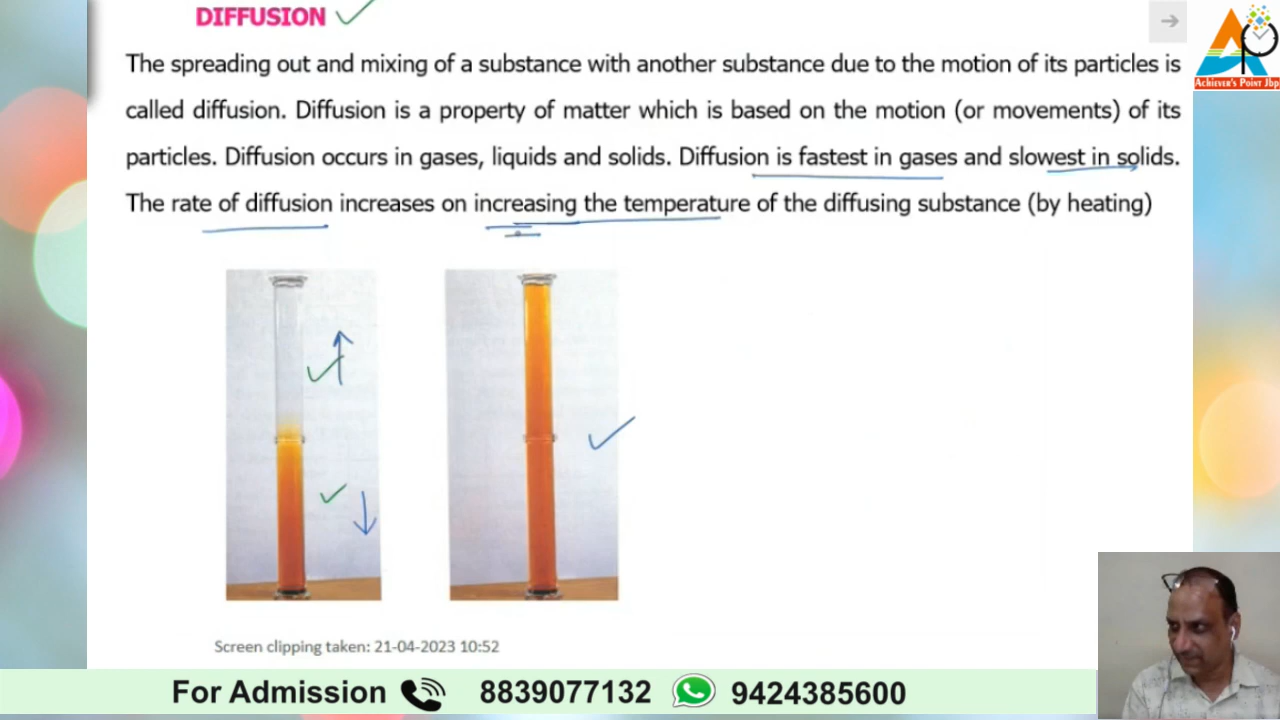 DIFFUSION
The spreading out and mixing of a substance with another substance due to the motion of its particles is
called diffusion. Diffusion is a property of matter which is based on the motion (or movements) of its
particles. Diffusion occurs in gases, liquids and solids. Diffusion is fastest in gases and slowest in solids.
The rate of diffusion increases on increasing the temperature of the diffusing substance (by heating)
Achiever's Point Jbp
Screen clipping taken: 21-04-2023 10:52
For Admission 8839077132 9424385600